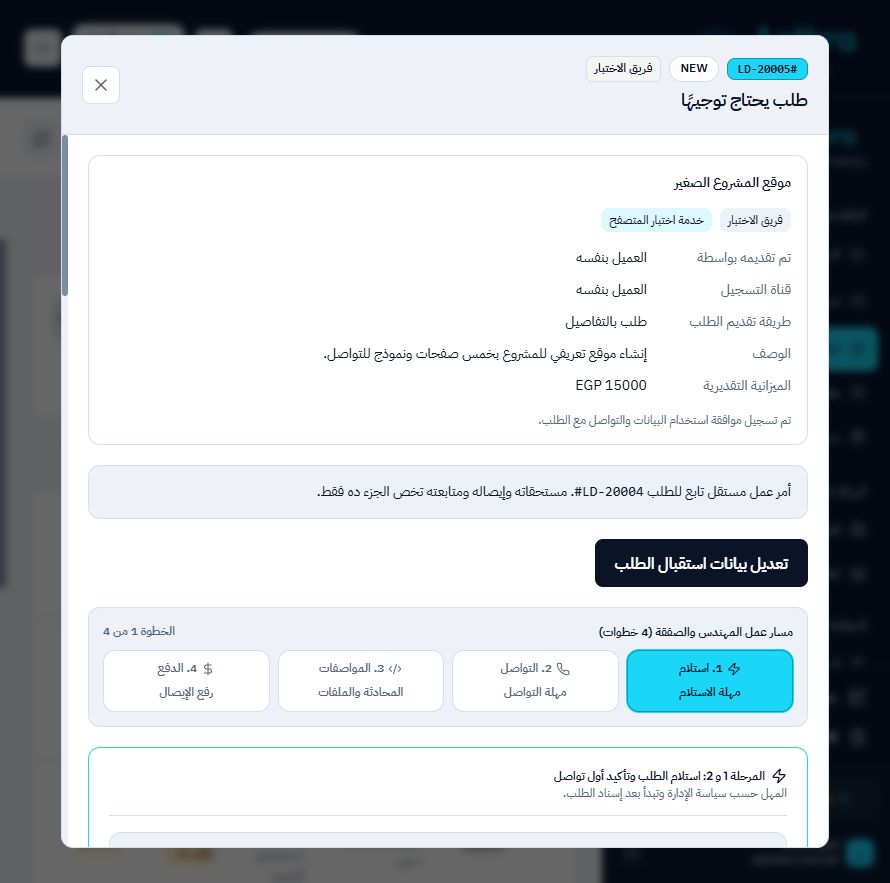 #LD-20005 NEW فريق الاختبار
طلب يحتاج توجيهًا
موقع المشروع الصغير
فريق الاختبار خدمة اختبار المتصفح
تم تقديمه بواسطة العميل بنفسه
قناة التسجيل العميل بنفسه
طريقة تقديم الطلب طلب بالتفاصيل
الوصف إنشاء موقع تعريفي للمشروع بخمس صفحات ونموذج للتواصل.
الميزانية التقديرية EGP 15000
تم تسجيل موافقة استخدام البيانات والتواصل مع الطلب.
أمر عمل مستقل تابع للطلب #LD-20004. مستحقاته وإيصاله ومتابعته تخص الجزء ده فقط.
تعديل بيانات استقبال الطلب
مسار عمل المهندس والصفقة (4 خطوات) الخطوة 1 من 4
1. استلام
مهلة الاستلام
2. التواصل
مهلة التواصل
3. المواصفات
المحادثة والملفات
4. الدفع
رفع الإيصال
المرحلة 1 و 2: استلام الطلب وتأكيد أول تواصل
المهل حسب سياسة الإدارة وتبدأ بعد إسناد الطلب.